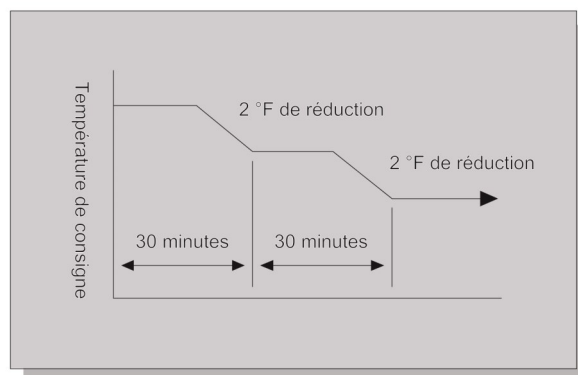 Température de consigne
2 °F de réduction
2 °F de réduction
30 minutes
30 minutes